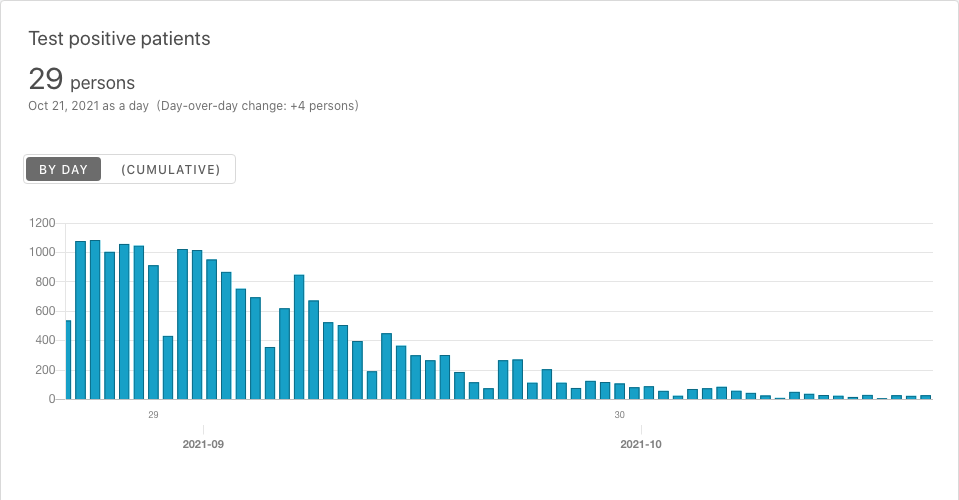 Test positive patients
29 persons
Oct 21, 2021 as a day (Day-over-day change: +4 persons)
BY DAY (CUMULATIVE)
1200
1000
800
600
400
200
0
29 30
2021-09 2021-10